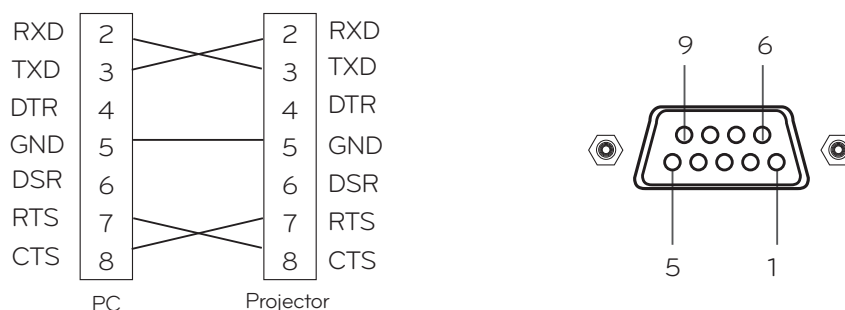 RXD 2 2 RXD
TXD 3 3 TXD
DTR 4 4 DTR
GND 5 5 GND
DSR 6 6 DSR
RTS 7 7 RTS
CTS 8 8 CTS
PC Projector
9 6
5 1